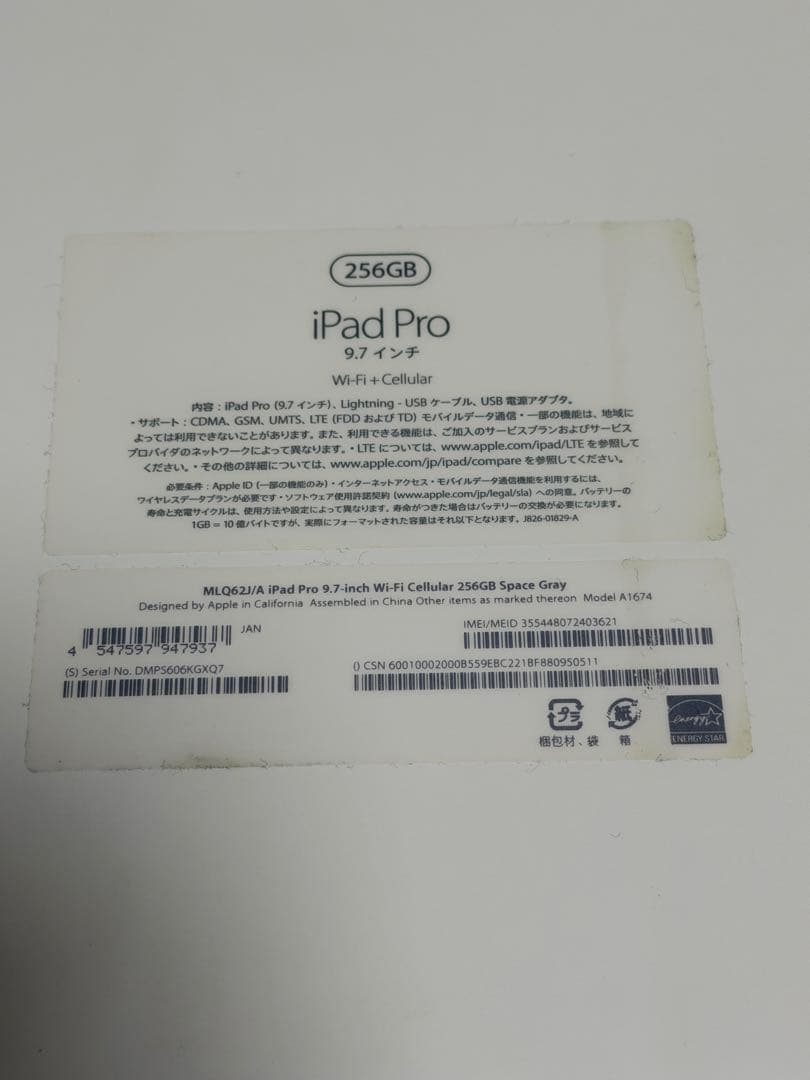 256GB
iPad Pro
9.7 インチ
Wi-Fi + Cellular
内容：iPad Pro (9.7 インチ)、Lightning - USB ケーブル、USB 電源アダプタ。
・サポート：CDMA、GSM、UMTS、LTE (FDD および TD) モバイルデータ通信・一部の機能は、地域に
よっては利用できないことがあります。また、利用できる機能は、ご加入のサービスプランおよびサービス
プロバイダのネットワークによって異なります。・LTE については、www.apple.com/ipad/LTE を参照して
ください。・その他の詳細については、www.apple.com/jp/ipad/compare を参照してください。
必要条件：Apple ID (一部の機能のみ)・インターネットアクセス・モバイルデータ通信機能を利用するには、
ワイヤレスデータプランが必要です・ソフトウェア使用許諾契約 (www.apple.com/jp/legal/sla) への同意。バッテリーの
寿命と充電サイクルは、使用方法や設定によって異なります。寿命がつきた場合はバッテリーの交換が必要になります。
1GB = 10 億バイトですが、実際にフォーマットされた容量はそれ以下となります。J826-01829-A
MLQ62J/A iPad Pro 9.7-inch Wi-Fi Cellular 256GB Space Gray
Designed by Apple in California Assembled in China Other items as marked thereon Model A1674
JAN
4 547597 947937
IMEI/MEID 355448072403621
(S) Serial No. DMPS606KGXQ7
() CSN 60010002000B559EBC221BF880950511
プラ
紙
energy
ENERGY STAR
梱包材、袋
箱